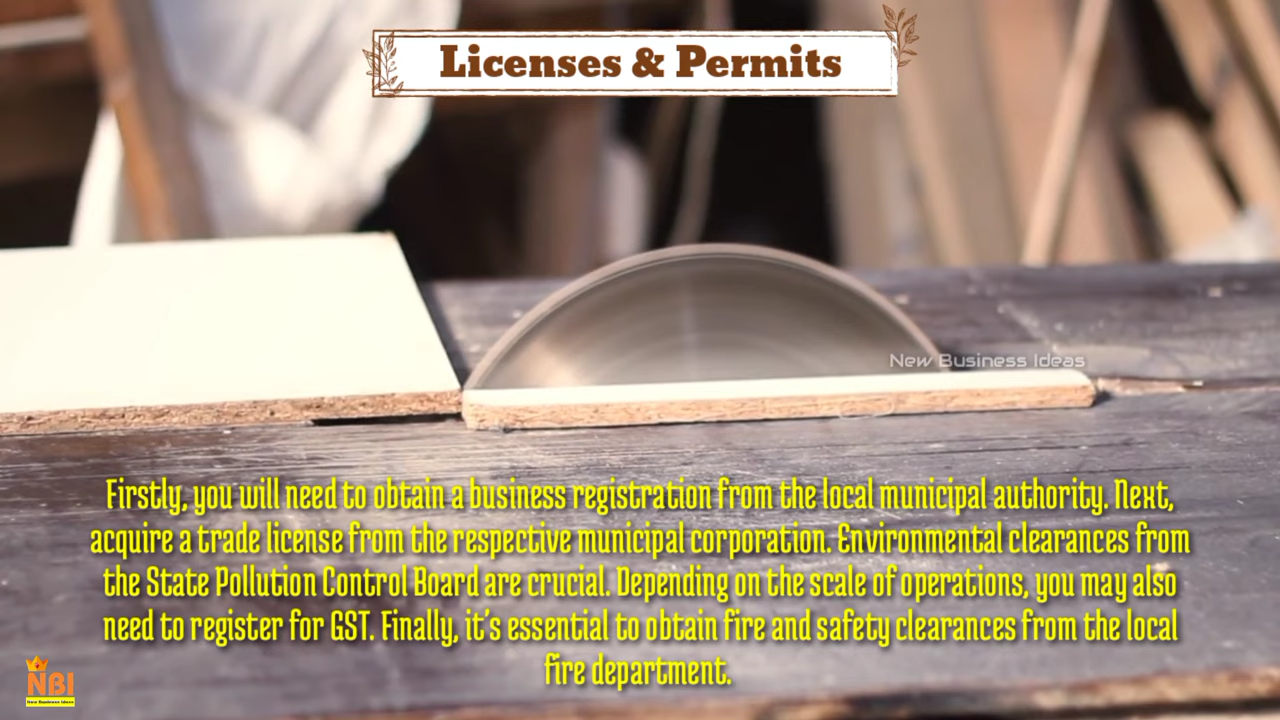 Licenses & Permits
New Business Ideas
Firstly, you will need to obtain a business registration from the local municipal authority. Next,
acquire a trade license from the respective municipal corporation. Environmental clearances from
the State Pollution Control Board are crucial. Depending on the scale of operations, you may also
need to register for GST. Finally, it's essential to obtain fire and safety clearances from the local
fire department.
NBI
New Business Ideas